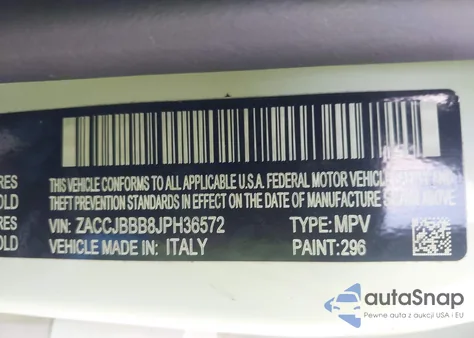 RES
OLD
RES
OLD
THIS VEHICLE CONFORMS TO ALL APPLICABLE U.S.A. FEDERAL MOTOR VEHICLE
THEFT PREVENTION STANDARDS IN EFFECT ON THE DATE OF MANUFACTURE
VIN: ZACCJBBB8JPH36572 TYPE: MPV
VEHICLE MADE IN: ITALY PAINT: 296
autoSnap
Pewne auta z aukcji USA i EU